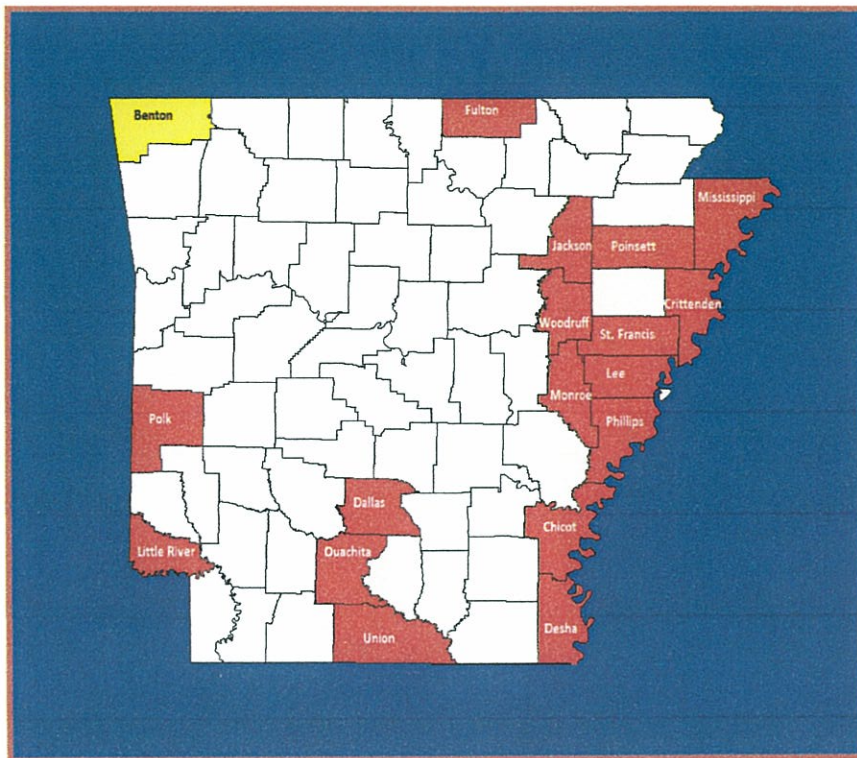 Benton
Fulton
Mississippi
Jackson
Poinsett
Crittenden
Woodruff
St. Francis
Lee
Monroe
Polk
Phillips
Dallas
Chicot
Little River
Ouachita
Desha
Union